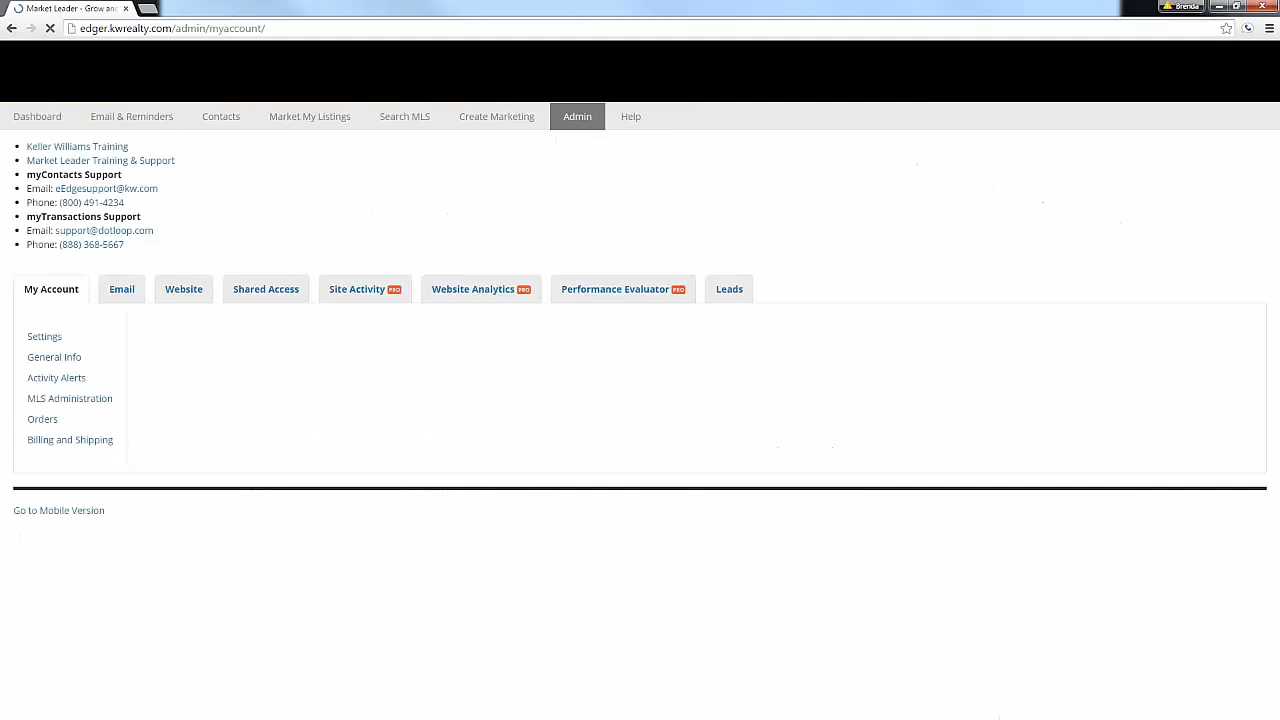 Market Leader - Grow and
Brenda
edger.kwrealty.com/admin/myaccount/
Dashboard Email & Reminders Contacts Market My Listings Search MLS Create Marketing Admin Help
Keller Williams Training
Market Leader Training & Support
myContacts Support
Email: eEdgesupport@kw.com
Phone: (800) 491-4234
myTransactions Support
Email: support@dotloop.com
Phone: (888) 368-5667
My Account Email Website Shared Access Site Activity PRO Website Analytics PRO Performance Evaluator PRO Leads
Settings
General Info
Activity Alerts
MLS Administration
Orders
Billing and Shipping
Go to Mobile Version